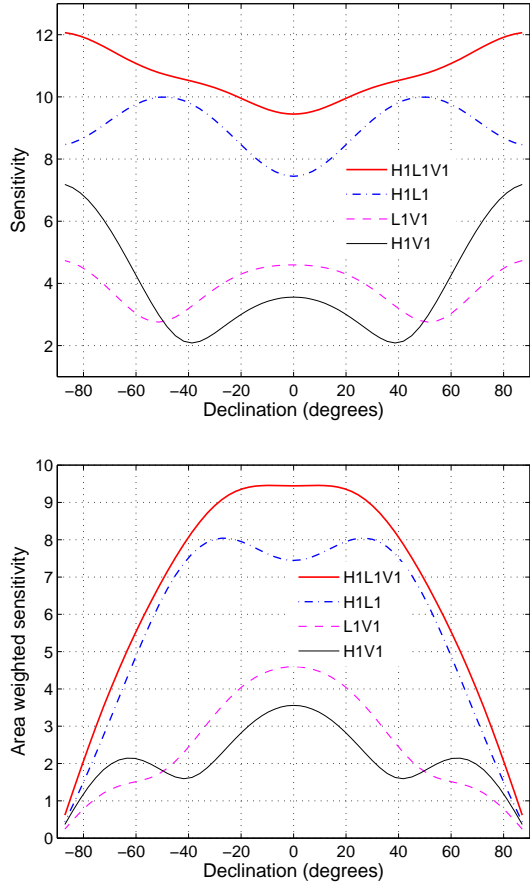 12
10
8
6
4
2
Sensitivity
H1L1V1
H1L1
L1V1
H1V1
−80 −60 −40 −20 0 20 40 60 80
Declination (degrees)
10
9
8
7
6
5
4
3
2
1
0
Area weighted sensitivity
H1L1V1
H1L1
L1V1
H1V1
−80 −60 −40 −20 0 20 40 60 80
Declination (degrees)